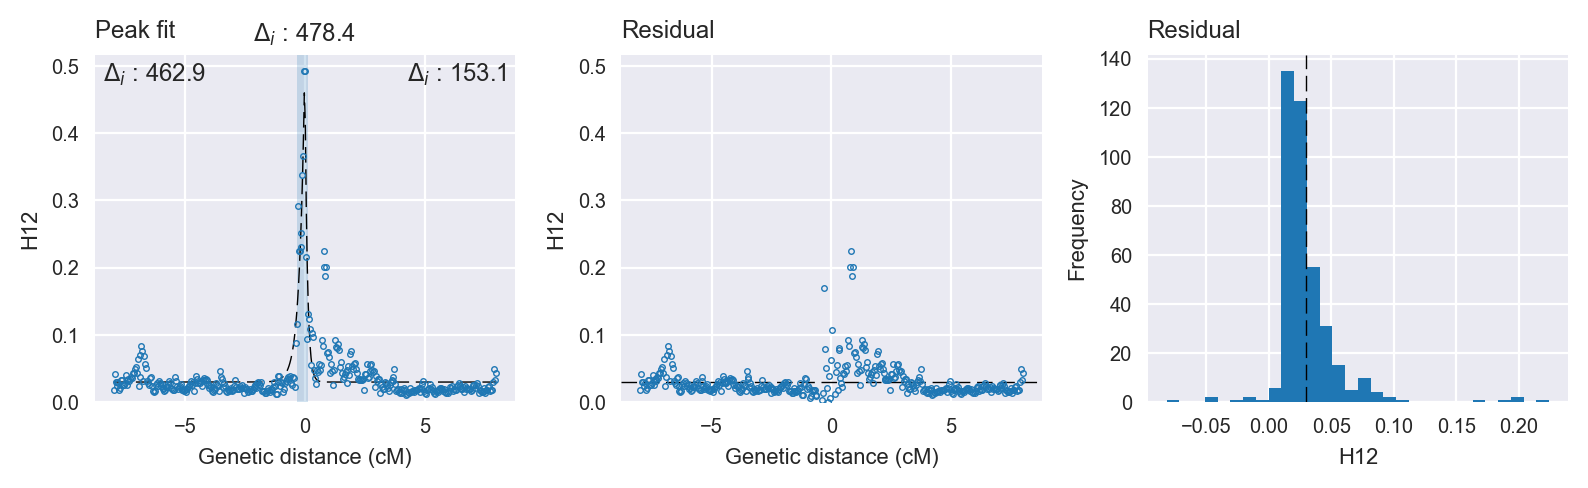 Peak fit
Δi : 478.4
Δi : 462.9
Δi : 153.1
0.5
0.4
0.3
0.2
0.1
0.0
H12
−5
0
5
Genetic distance (cM)
Residual
0.5
0.4
0.3
0.2
0.1
0.0
H12
−5
0
5
Genetic distance (cM)
Residual
140
120
100
80
60
40
20
0
Frequency
−0.05
0.00
0.05
0.10
0.15
0.20
H12